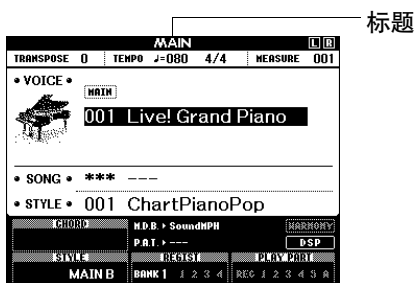 标题
MAIN L R
TRANSPOSE 0 TEMPO ♩=080 4/4 MEASURE 001
• VOICE •
MAIN
001 Live! Grand Piano
• SONG • *** ---
• STYLE • 001 ChartPianoPop
CHORD M.D.B. ▸ SoundMPH HARMONY
P.A.T. ▸ --- DSP
STYLE REGIST PLAY PART
MAIN B BANK 1 1 2 3 4 REC 1 2 3 4 5 A